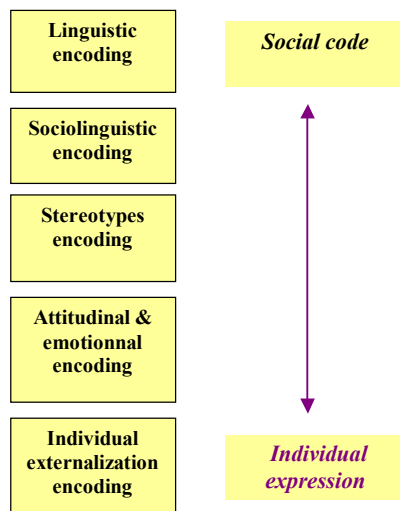 Linguistic
encoding
Social code
Sociolinguistic
encoding
Stereotypes
encoding
Attitudinal &
emotionnal
encoding
Individual
externalization
encoding
Individual
expression